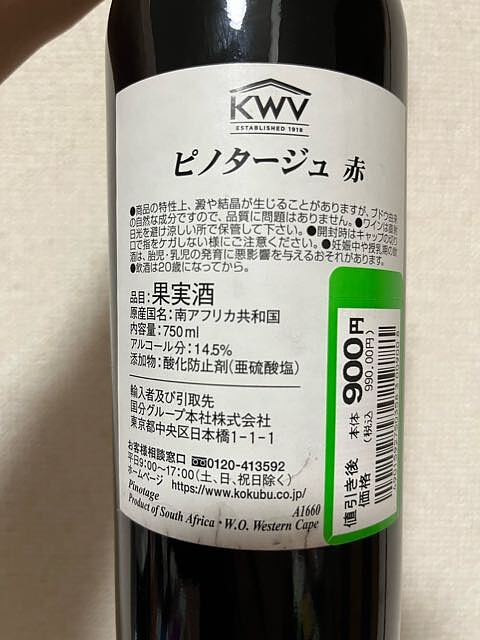 KWV
ESTABLISHED 1918
ピノタージュ 赤
●商品の特性上、澱や結晶が生じることがありますが、ブドウ由来
の自然な成分ですので、品質に問題はありません。●ワインは直射
日光を避け涼しい所で保管して下さい。●開封時はキャップの切り
口で指をケガしない様にご注意ください。●妊娠中や授乳期の飲
酒は、胎児・乳児の発育に悪影響を与えるおそれがあります。
●飲酒は20歳になってから。
品目:果実酒
原産国名:南アフリカ共和国
内容量:750ml
アルコール分:14.5%
添加物:酸化防止剤(亜硫酸塩)
輸入者及び引取先
国分グループ本社株式会社
東京都中央区日本橋1-1-1
お客様相談窓口 0120-413592
平日9:00〜17:00(土、日、祝日除く)
ホームページ https://www.kokubu.co.jp/
Pinotage A1660
Product of South Africa・W.O. Western Cape
値引き後
価格
本体 900円
(税込 990.00円)